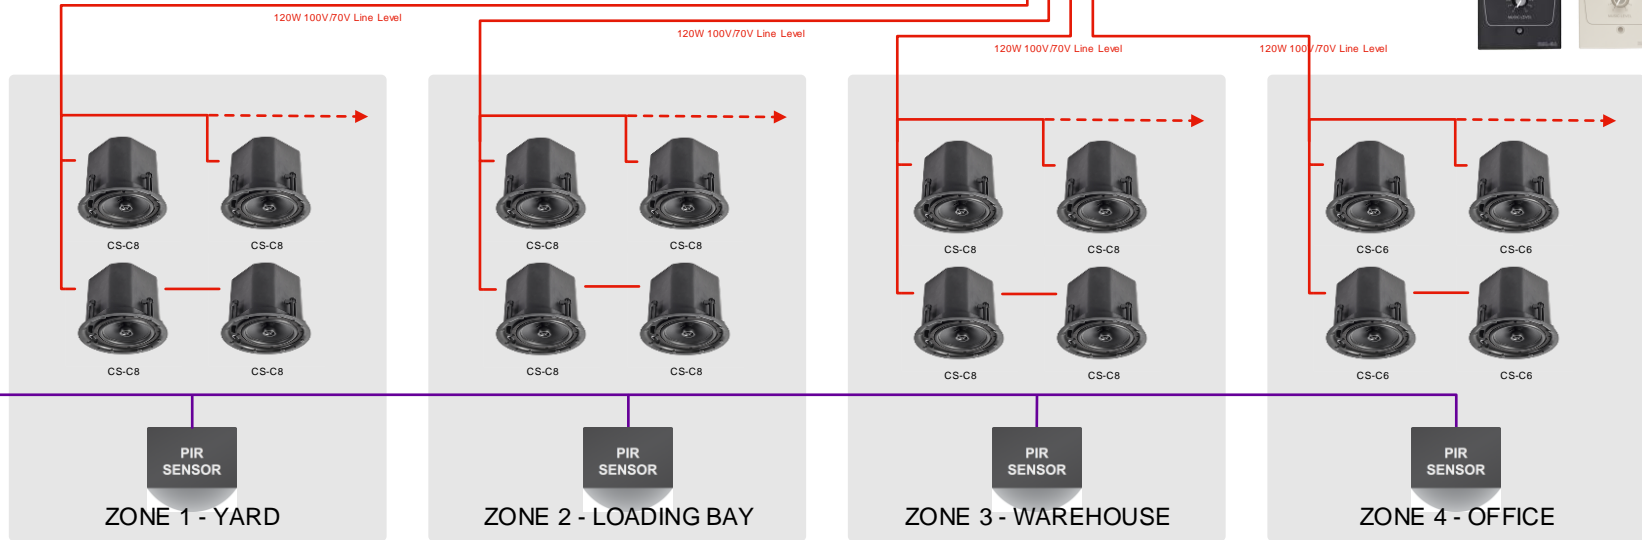 120W 100V/70V Line Level
120W 100V/70V Line Level
120W 100V/70V Line Level
120W 100V/70V Line Level
CS-C8
CS-C8
CS-C8
CS-C8
CS-C8
CS-C8
CS-C6
CS-C6
CS-C8
CS-C8
CS-C8
CS-C8
CS-C8
CS-C8
CS-C6
CS-C6
PIR
SENSOR
PIR
SENSOR
PIR
SENSOR
PIR
SENSOR
ZONE 1 - YARD
ZONE 2 - LOADING BAY
ZONE 3 - WAREHOUSE
ZONE 4 - OFFICE